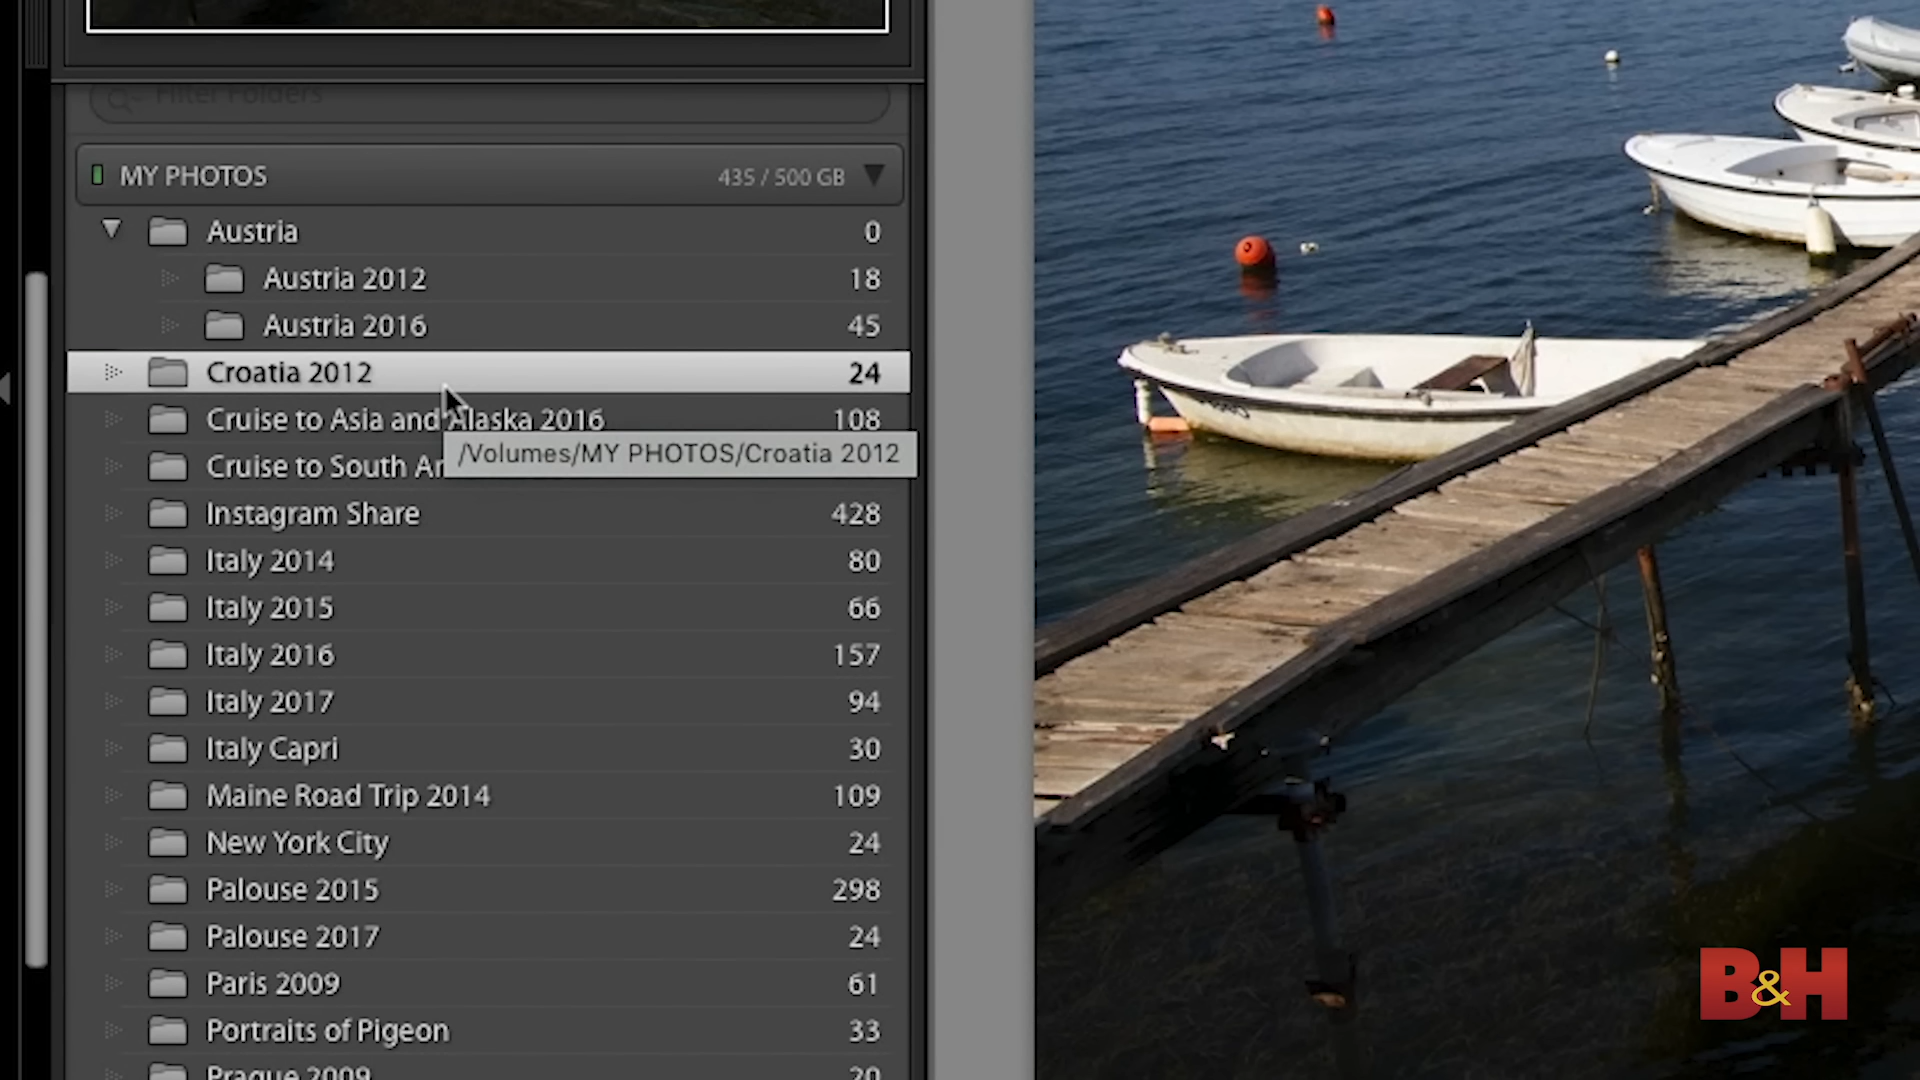 Filter Folders
MY PHOTOS 435 / 500 GB
Austria 0
Austria 2012 18
Austria 2016 45
Croatia 2012 24
Cruise to Asia and Alaska 2016 108
/Volumes/MY PHOTOS/Croatia 2012
Cruise to South
Instagram Share 428
Italy 2014 80
Italy 2015 66
Italy 2016 157
Italy 2017 94
Italy Capri 30
Maine Road Trip 2014 109
New York City 24
Palouse 2015 298
Palouse 2017 24
Paris 2009 61
Portraits of Pigeon 33
Prague 2009 20
B&H